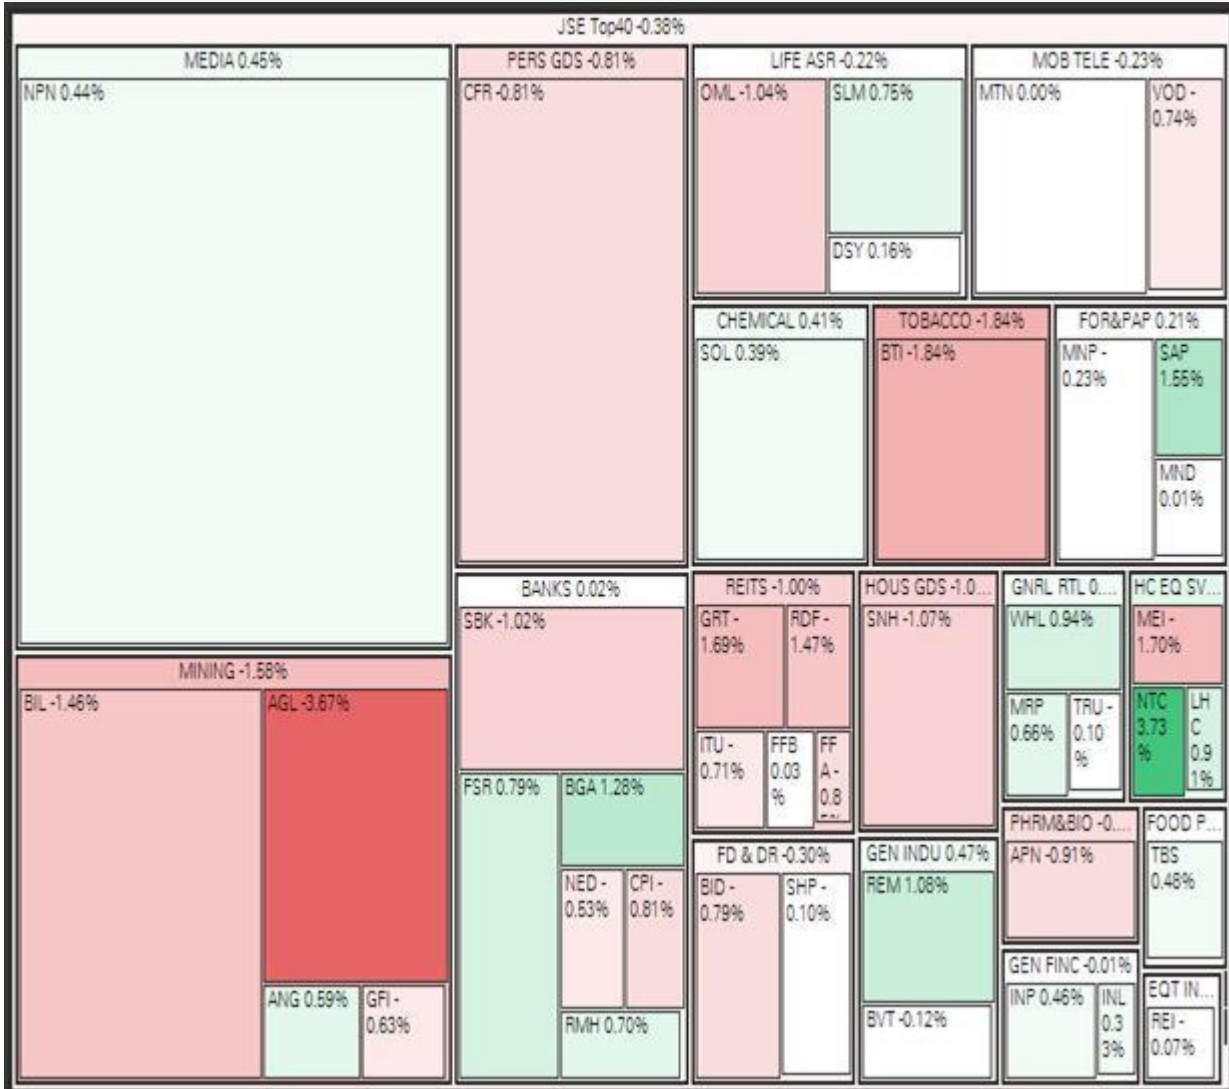 JSE Top40 -0.38%
MEDIA 0.45%
NPN 0.44%
MINING -1.58%
BIL -1.46%
AGL -3.67%
ANG 0.59%
GFI -
0.63%
PERS GDS -0.81%
CFR -0.81%
BANKS 0.02%
SBK -1.02%
FSR 0.79%
BGA 1.28%
NED -
0.53%
CPI -
0.81%
RMH 0.70%
LIFE ASR -0.22%
OML -1.04%
SLM 0.75%
DSY 0.16%
MOB TELE -0.23%
MTN 0.00%
VOD -
0.74%
CHEMICAL 0.41%
SOL 0.39%
TOBACCO -1.84%
BTI -1.84%
FOR&PAP 0.21%
MNP -
0.23%
SAP
1.55%
MND
0.01%
REITS -1.00%
GRT -
1.69%
RDF -
1.47%
ITU -
0.71%
FFB
0.03
%
FF
A -
0.8
HOUS GDS -1.0...
SNH -1.07%
GNRL RTL 0....
WHL 0.94%
MRP
0.66%
TRU -
0.10
%
HC EQ SV...
MEI -
1.70%
NTC
3.73
%
LH
C
0.9
1%
FD & DR -0.30%
BID -
0.79%
SHP -
0.10%
GEN INDU 0.47%
REM 1.08%
BVT -0.12%
PHRM&BIO -0....
APN -0.91%
FOOD P...
TBS
0.48%
GEN FINC -0.01%
INP 0.46%
INL
0.3
3%
EQT IN...
REI -
0.07%